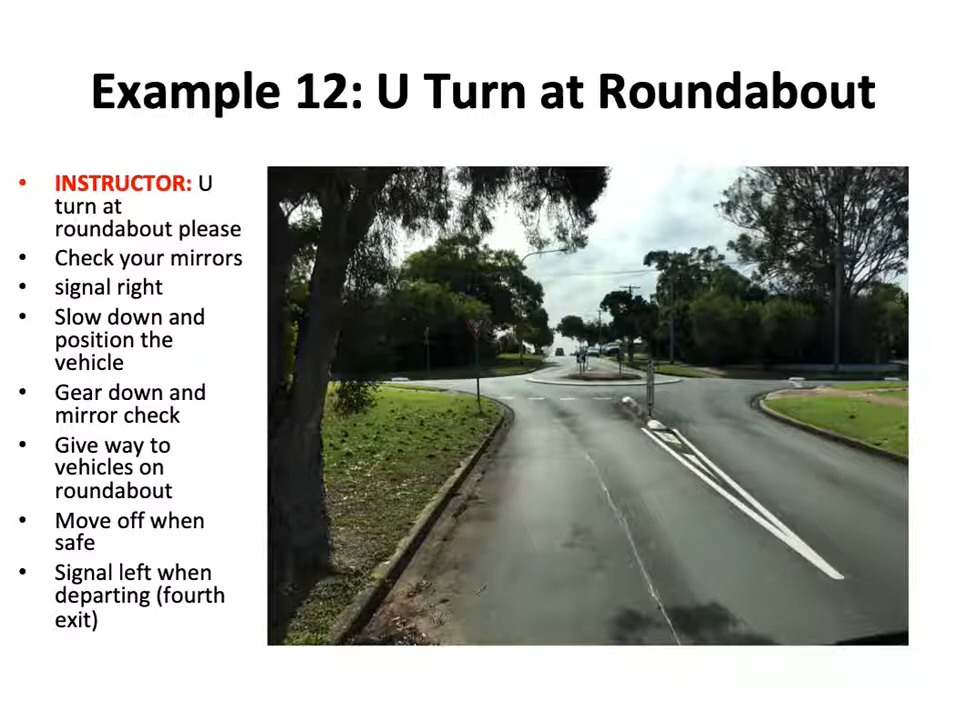 Example 12: U Turn at Roundabout
• INSTRUCTOR: U
turn at
roundabout please
• Check your mirrors
• signal right
• Slow down and
position the
vehicle
• Gear down and
mirror check
• Give way to
vehicles on
roundabout
• Move off when
safe
• Signal left when
departing (fourth
exit)